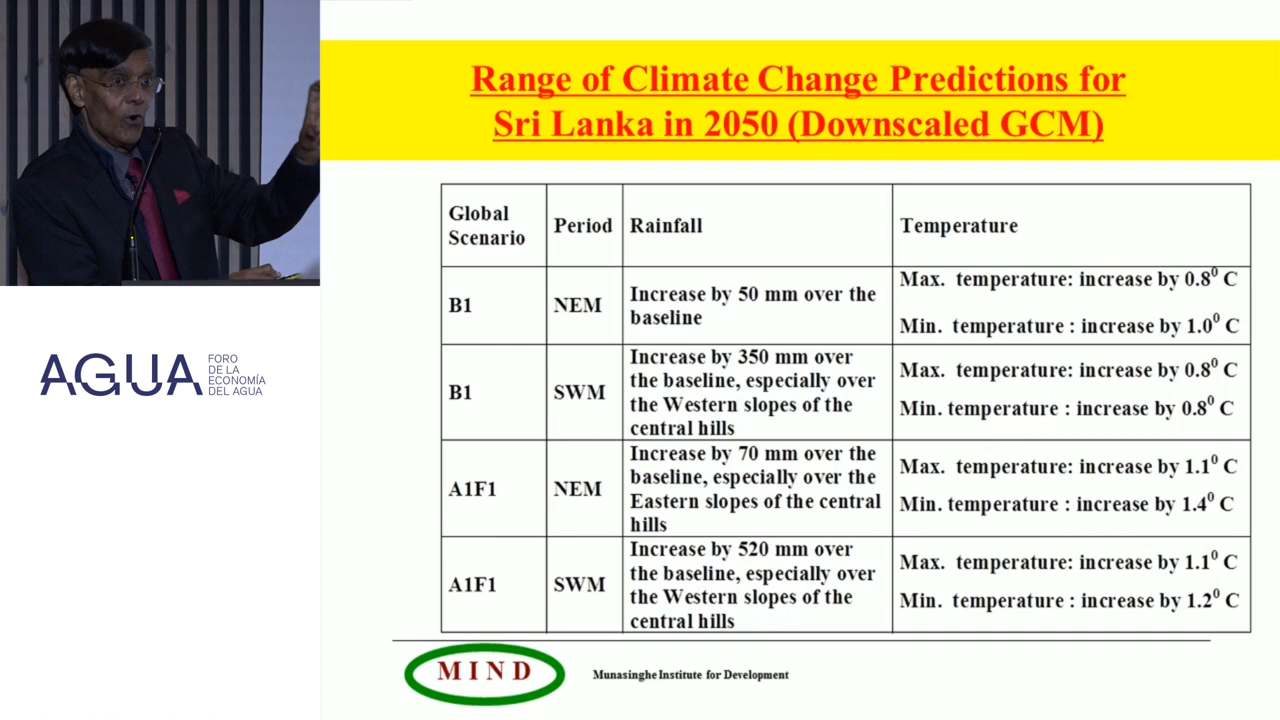 Range of Climate Change Predictions for
Sri Lanka in 2050 (Downscaled GCM)
Global
Scenario
Period
Rainfall
Temperature
B1
NEM
Increase by 50 mm over the
baseline
Max. temperature: increase by 0.8⁰ C
Min. temperature : increase by 1.0⁰ C
B1
SWM
Increase by 350 mm over
the baseline, especially over
the Western slopes of the
central hills
Max. temperature: increase by 0.8⁰ C
Min. temperature : increase by 0.8⁰ C
A1F1
NEM
Increase by 70 mm over the
baseline, especially over the
Eastern slopes of the central
hills
Max. temperature: increase by 1.1⁰ C
Min. temperature : increase by 1.4⁰ C
A1F1
SWM
Increase by 520 mm over
the baseline, especially over
the Western slopes of the
central hills
Max. temperature: increase by 1.1⁰ C
Min. temperature : increase by 1.2⁰ C
MIND
Munasinghe Institute for Development
AGUA
FORO
DE LA
ECONOMÍA
DEL AGUA